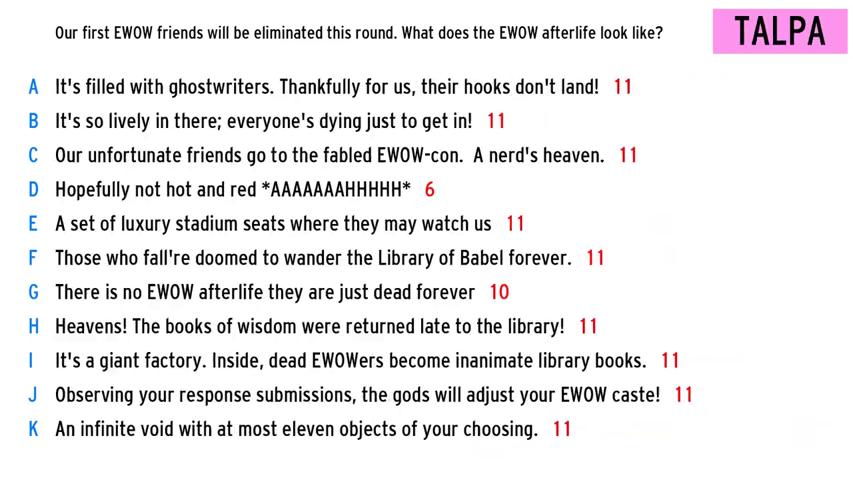 Our first EWOW friends will be eliminated this round. What does the EWOW afterlife look like?
TALPA
A It's filled with ghostwriters. Thankfully for us, their hooks don't land! 11
B It's so lively in there; everyone's dying just to get in! 11
C Our unfortunate friends go to the fabled EWOW-con. A nerd's heaven. 11
D Hopefully not hot and red *AAAAAAAHHHHH* 6
E A set of luxury stadium seats where they may watch us 11
F Those who fall're doomed to wander the Library of Babel forever. 11
G There is no EWOW afterlife they are just dead forever 10
H Heavens! The books of wisdom were returned late to the library! 11
I It's a giant factory. Inside, dead EWOWers become inanimate library books. 11
J Observing your response submissions, the gods will adjust your EWOW caste! 11
K An infinite void with at most eleven objects of your choosing. 11